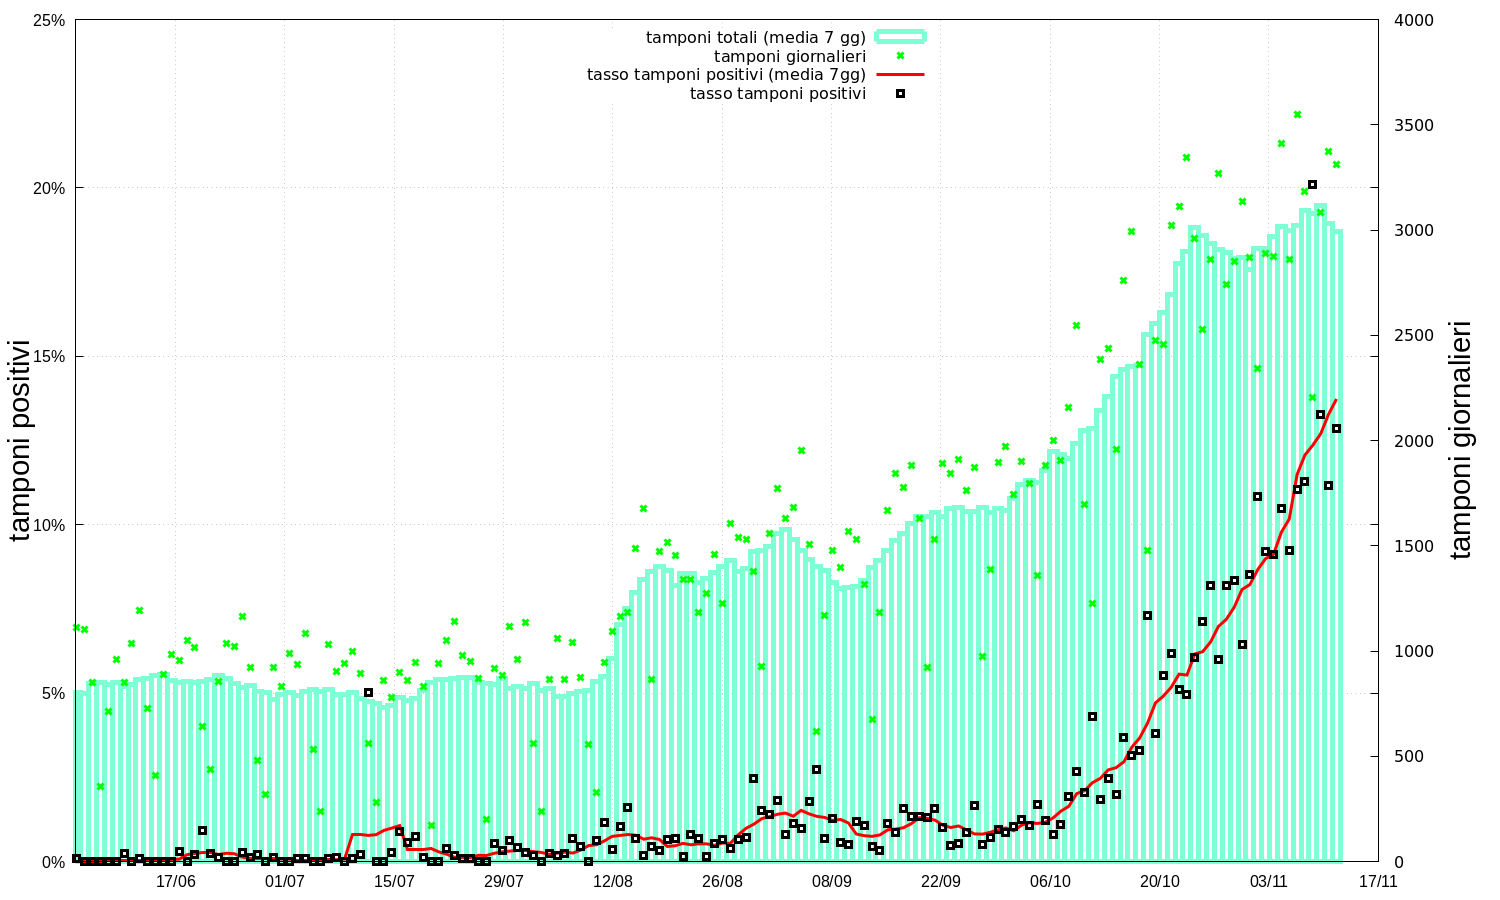 25%
4000
tamponi totali (media 7 gg)
tamponi giornalieri
tasso tamponi positivi (media 7gg)
tasso tamponi positivi
3500
20%
3000
2500
15%
tamponi positivi
tamponi giornalieri
2000
10%
1500
1000
5%
500
0%
0
17/06 01/07 15/07 29/07 12/08 26/08 08/09 22/09 06/10 20/10 03/11 17/11